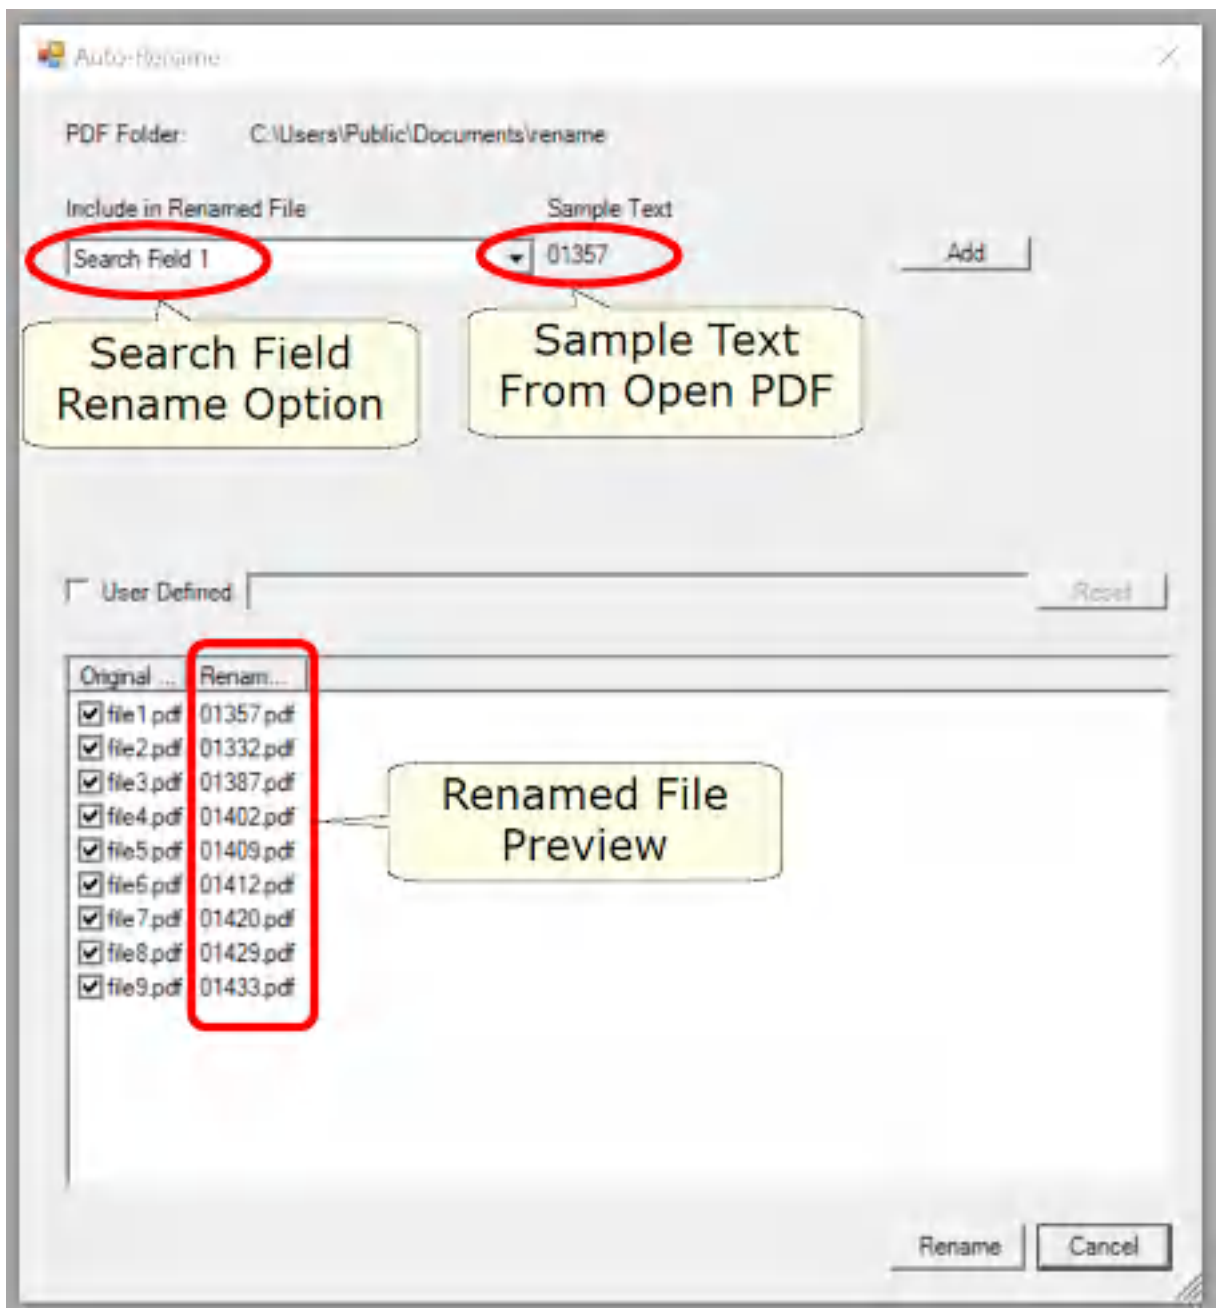 Auto-Rename
PDF Folder: C:\Users\Public\Documents\rename
Include in Renamed File Sample Text
Search Field 1 01357 Add
Search Field
Rename Option
Sample Text
From Open PDF
User Defined Reset
Original ... Renam...
file1.pdf 01357.pdf
file2.pdf 01332.pdf
file3.pdf 01387.pdf
file4.pdf 01402.pdf
file5.pdf 01409.pdf
file6.pdf 01412.pdf
file7.pdf 01420.pdf
file8.pdf 01429.pdf
file9.pdf 01433.pdf
Renamed File
Preview
Rename Cancel